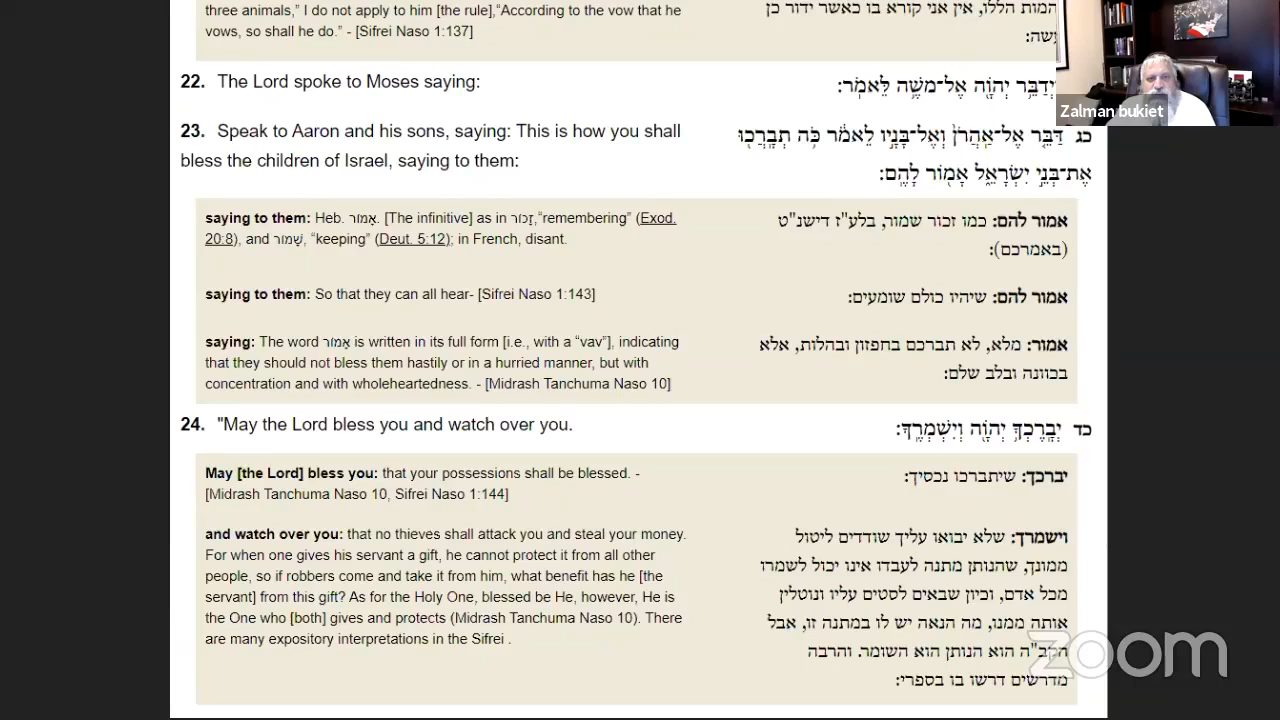 three animals," I do not apply to him [the rule],"According to the vow that he
vows, so shall he do." - [Sifrei Naso 1:137]
הללו, אין אני קורא בו כאשר ידור כן
22. The Lord spoke to Moses saying:
יְהֹוָ֖ה אֶל־משֶׁ֥ה לֵּאמֹֽר:
Zalman bukiet
23. Speak to Aaron and his sons, saying: This is how you shall
bless the children of Israel, saying to them:
כג דַּבֵּ֤ר אֶל־אַֽהֲרֹן֙ וְאֶל־בָּנָ֣יו לֵאמֹ֔ר כֹּ֥ה תְבָֽרְכ֖וּ
אֶת־בְּנֵ֣י יִשְׂרָאֵ֑ל אָמ֖וֹר לָהֶֽם:
saying to them: Heb. אָמוֹר. [The infinitive] as in זָכוֹר,"remembering" (Exod.
20:8), and שָׁמוֹר, "keeping" (Deut. 5:12); in French, disant.
אמור להם: כמו זכור שמור, בלע"ז דישנ"ט
(באמרכם):
saying to them: So that they can all hear- [Sifrei Naso 1:143]
אמור להם: שיהיו כולם שומעים:
saying: The word אָמוֹר is written in its full form [i.e., with a "vav"], indicating
that they should not bless them hastily or in a hurried manner, but with
concentration and with wholeheartedness. - [Midrash Tanchuma Naso 10]
אמור: מלא, לא תברכם בחפזון ובהלות, אלא
בכוונה ובלב שלם:
24. "May the Lord bless you and watch over you.
כד יְבָֽרֶכְךָ֥ יְהֹוָ֖ה וְיִשְׁמְרֶֽךָ:
May [the Lord] bless you: that your possessions shall be blessed. -
[Midrash Tanchuma Naso 10, Sifrei Naso 1:144]
יברכך: שיתברכו נכסיך:
and watch over you: that no thieves shall attack you and steal your money.
For when one gives his servant a gift, he cannot protect it from all other
people, so if robbers come and take it from him, what benefit has he [the
servant] from this gift? As for the Holy One, blessed be He, however, He is
the One who [both] gives and protects (Midrash Tanchuma Naso 10). There
are many expository interpretations in the Sifrei .
וישמרך: שלא יבואו עליך שודדים ליטול
ממונך, שהנותן מתנה לעבדו אינו יכול לשמרו
מכל אדם, וכיון שבאים לסטים עליו ונוטלין
אותה ממנו, מה הנאה יש לו במתנה זו, אבל
הקב"ה הוא הנותן הוא השומר. והרבה
מדרשים דרשו בו בספרי:
zoom